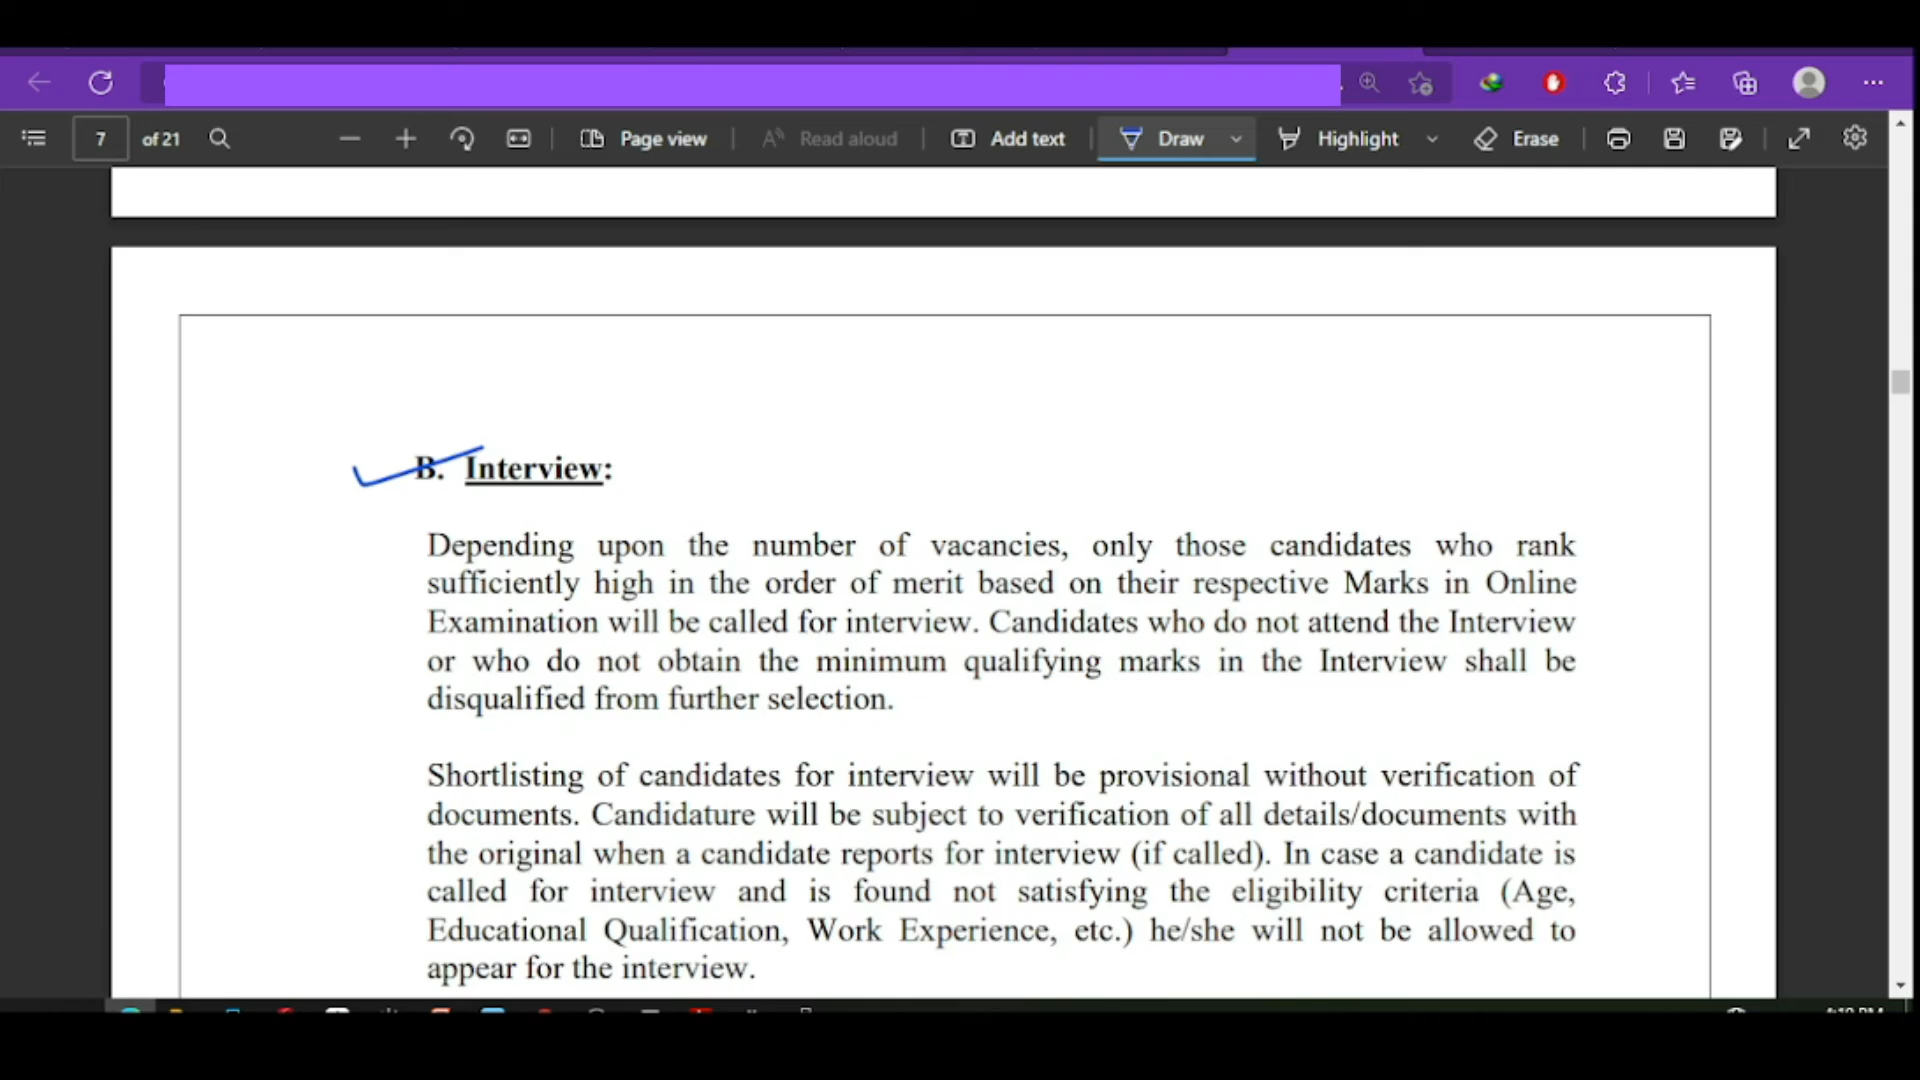 7 of 21 Page view Read aloud Add text Draw Highlight Erase
B. Interview:
Depending upon the number of vacancies, only those candidates who rank
sufficiently high in the order of merit based on their respective Marks in Online
Examination will be called for interview. Candidates who do not attend the Interview
or who do not obtain the minimum qualifying marks in the Interview shall be
disqualified from further selection.
Shortlisting of candidates for interview will be provisional without verification of
documents. Candidature will be subject to verification of all details/documents with
the original when a candidate reports for interview (if called). In case a candidate is
called for interview and is found not satisfying the eligibility criteria (Age,
Educational Qualification, Work Experience, etc.) he/she will not be allowed to
appear for the interview.